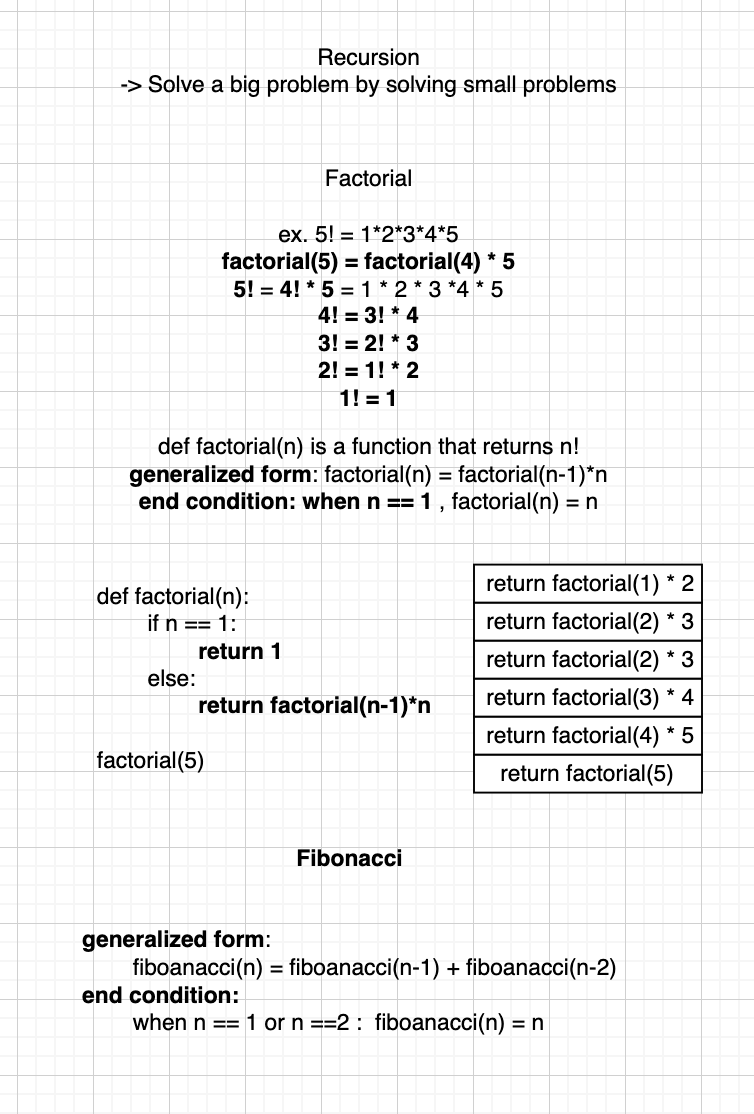 Recursion
-> Solve a big problem by solving small problems
Factorial
ex. 5! = 1*2*3*4*5
factorial(5) = factorial(4) * 5
5! = 4! * 5 = 1 * 2 * 3 *4 * 5
4! = 3! * 4
3! = 2! * 3
2! = 1! * 2
1! = 1
def factorial(n) is a function that returns n!
generalized form: factorial(n) = factorial(n-1)*n
end condition: when n == 1 , factorial(n) = n
def factorial(n):
if n == 1:
return 1
else:
return factorial(n-1)*n
factorial(5)
return factorial(1) * 2
return factorial(2) * 3
return factorial(2) * 3
return factorial(3) * 4
return factorial(4) * 5
return factorial(5)
Fibonacci
generalized form:
fiboanacci(n) = fiboanacci(n-1) + fiboanacci(n-2)
end condition:
when n == 1 or n ==2 :  fiboanacci(n) = n